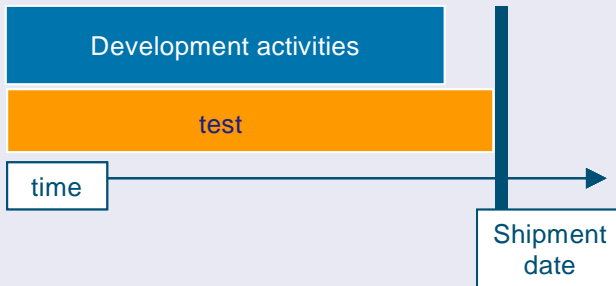 Development activities
test
time
Shipment
date